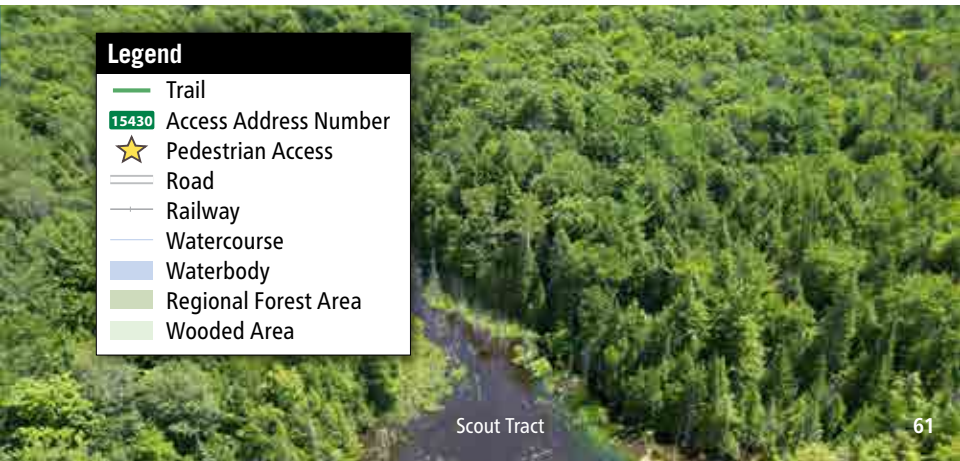 Legend
Trail
15430 Access Address Number
Pedestrian Access
Road
Railway
Watercourse
Waterbody
Regional Forest Area
Wooded Area
Scout Tract
61